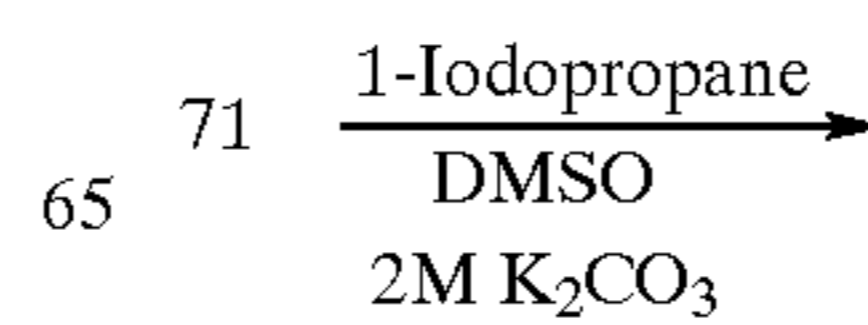 1-Iodopropane
71
DMSO
65
2M K₂CO₃